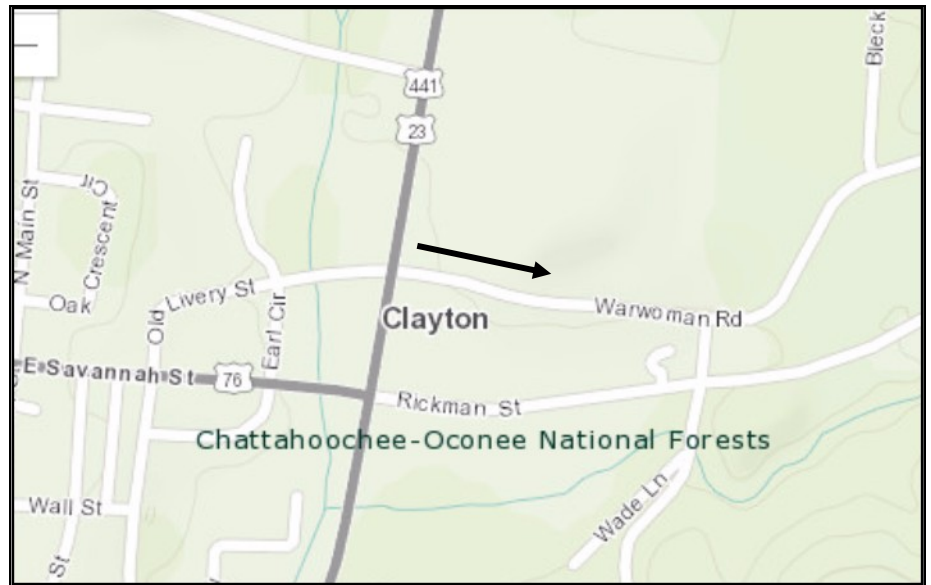 Bleck
441
23
N Main St
Crescent
Cir
Oak
Old
Livery St
Earl Cir
Clayton
Warwoman Rd
E Savannah St
76
Rickman St
Chattahoochee-Oconee National Forests
Wall St
Wade Ln
St